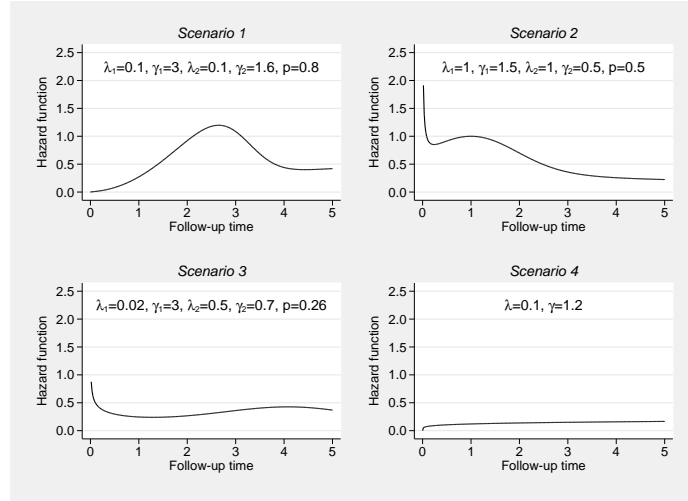 Scenario 1
2.5
2.0
1.5
1.0
0.5
0.0
Hazard function
λ₁=0.1, γ₁=3, λ₂=0.1, γ₂=1.6, p=0.8
0 1 2 3 4 5
Follow-up time
Scenario 2
2.5
2.0
1.5
1.0
0.5
0.0
Hazard function
λ₁=1, γ₁=1.5, λ₂=1, γ₂=0.5, p=0.5
0 1 2 3 4 5
Follow-up time
Scenario 3
2.5
2.0
1.5
1.0
0.5
0.0
Hazard function
λ₁=0.02, γ₁=3, λ₂=0.5, γ₂=0.7, p=0.26
0 1 2 3 4 5
Follow-up time
Scenario 4
2.5
2.0
1.5
1.0
0.5
0.0
Hazard function
λ=0.1, γ=1.2
0 1 2 3 4 5
Follow-up time